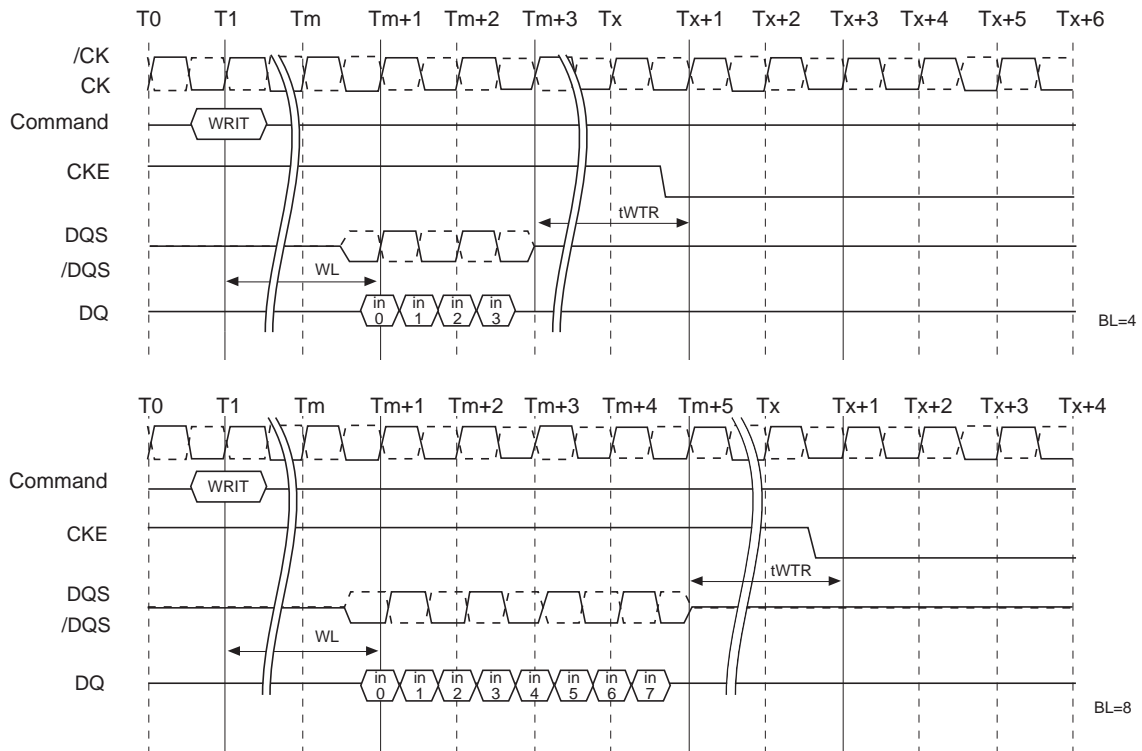 T0 T1 Tm Tm+1 Tm+2 Tm+3 Tx Tx+1 Tx+2 Tx+3 Tx+4 Tx+5 Tx+6
/CK
CK
Command WRIT
CKE
tWTR
DQS
/DQS
WL
DQ in 0 in 1 in 2 in 3
BL=4
T0 T1 Tm Tm+1 Tm+2 Tm+3 Tm+4 Tm+5 Tx Tx+1 Tx+2 Tx+3 Tx+4
Command WRIT
CKE
tWTR
DQS
/DQS
WL
DQ in 0 in 1 in 2 in 3 in 4 in 5 in 6 in 7
BL=8